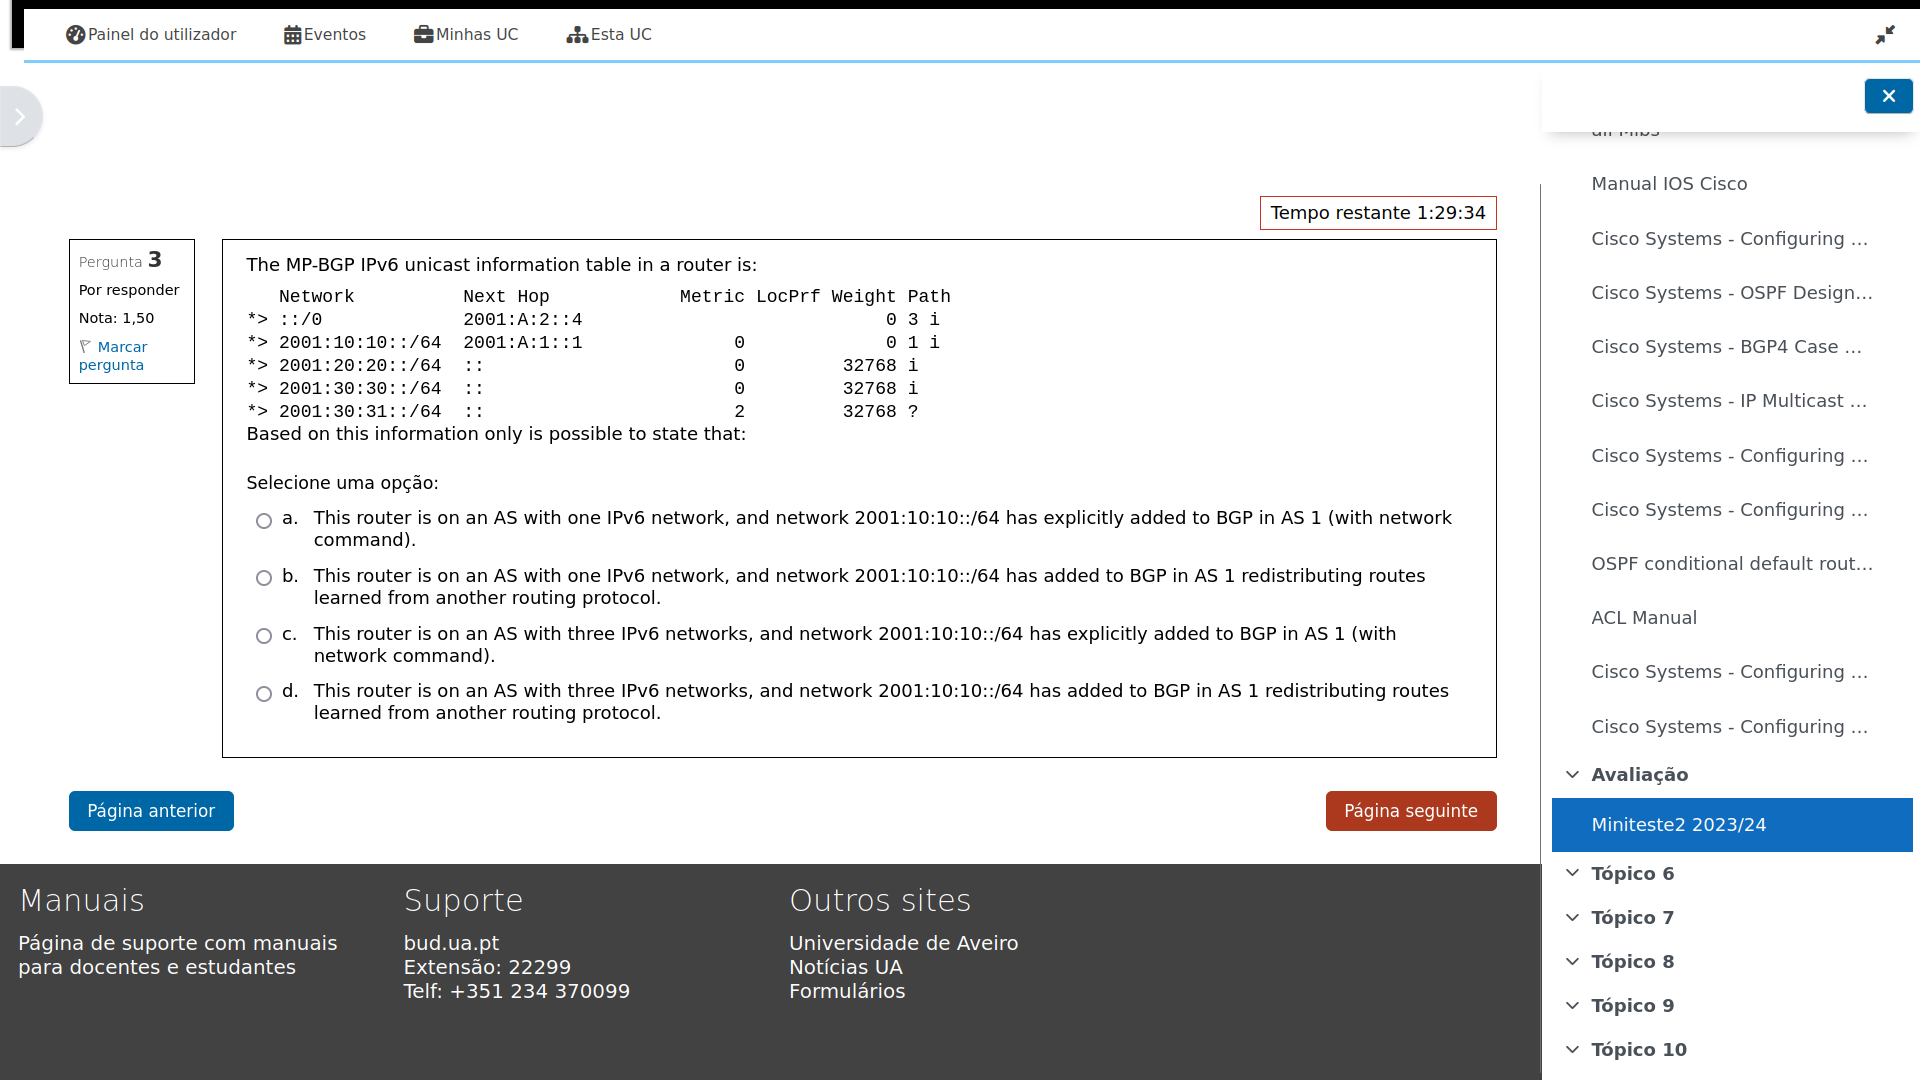 Painel do utilizador
Eventos
Minhas UC
Esta UC
Tempo restante 1:29:34
Pergunta 3
Por responder
Nota: 1,50
Marcar
pergunta
The MP-BGP IPv6 unicast information table in a router is:
   Network          Next Hop            Metric LocPrf Weight Path
*> ::/0             2001:A:2::4                            0 3 i
*> 2001:10:10::/64  2001:A:1::1              0             0 1 i
*> 2001:20:20::/64  ::                       0         32768 i
*> 2001:30:30::/64  ::                       0         32768 i
*> 2001:30:31::/64  ::                       2         32768 ?
Based on this information only is possible to state that:
Selecione uma opção:
a. This router is on an AS with one IPv6 network, and network 2001:10:10::/64 has explicitly added to BGP in AS 1 (with network
command).
b. This router is on an AS with one IPv6 network, and network 2001:10:10::/64 has added to BGP in AS 1 redistributing routes
learned from another routing protocol.
c. This router is on an AS with three IPv6 networks, and network 2001:10:10::/64 has explicitly added to BGP in AS 1 (with
network command).
d. This router is on an AS with three IPv6 networks, and network 2001:10:10::/64 has added to BGP in AS 1 redistributing routes
learned from another routing protocol.
Página anterior
Página seguinte
Manuais
Página de suporte com manuais
para docentes e estudantes
Suporte
bud.ua.pt
Extensão: 22299
Telf: +351 234 370099
Outros sites
Universidade de Aveiro
Notícias UA
Formulários
Manual IOS Cisco
Cisco Systems - Configuring ...
Cisco Systems - OSPF Design...
Cisco Systems - BGP4 Case ...
Cisco Systems - IP Multicast ...
Cisco Systems - Configuring ...
Cisco Systems - Configuring ...
OSPF conditional default rout...
ACL Manual
Cisco Systems - Configuring ...
Cisco Systems - Configuring ...
Avaliação
Miniteste2 2023/24
Tópico 6
Tópico 7
Tópico 8
Tópico 9
Tópico 10